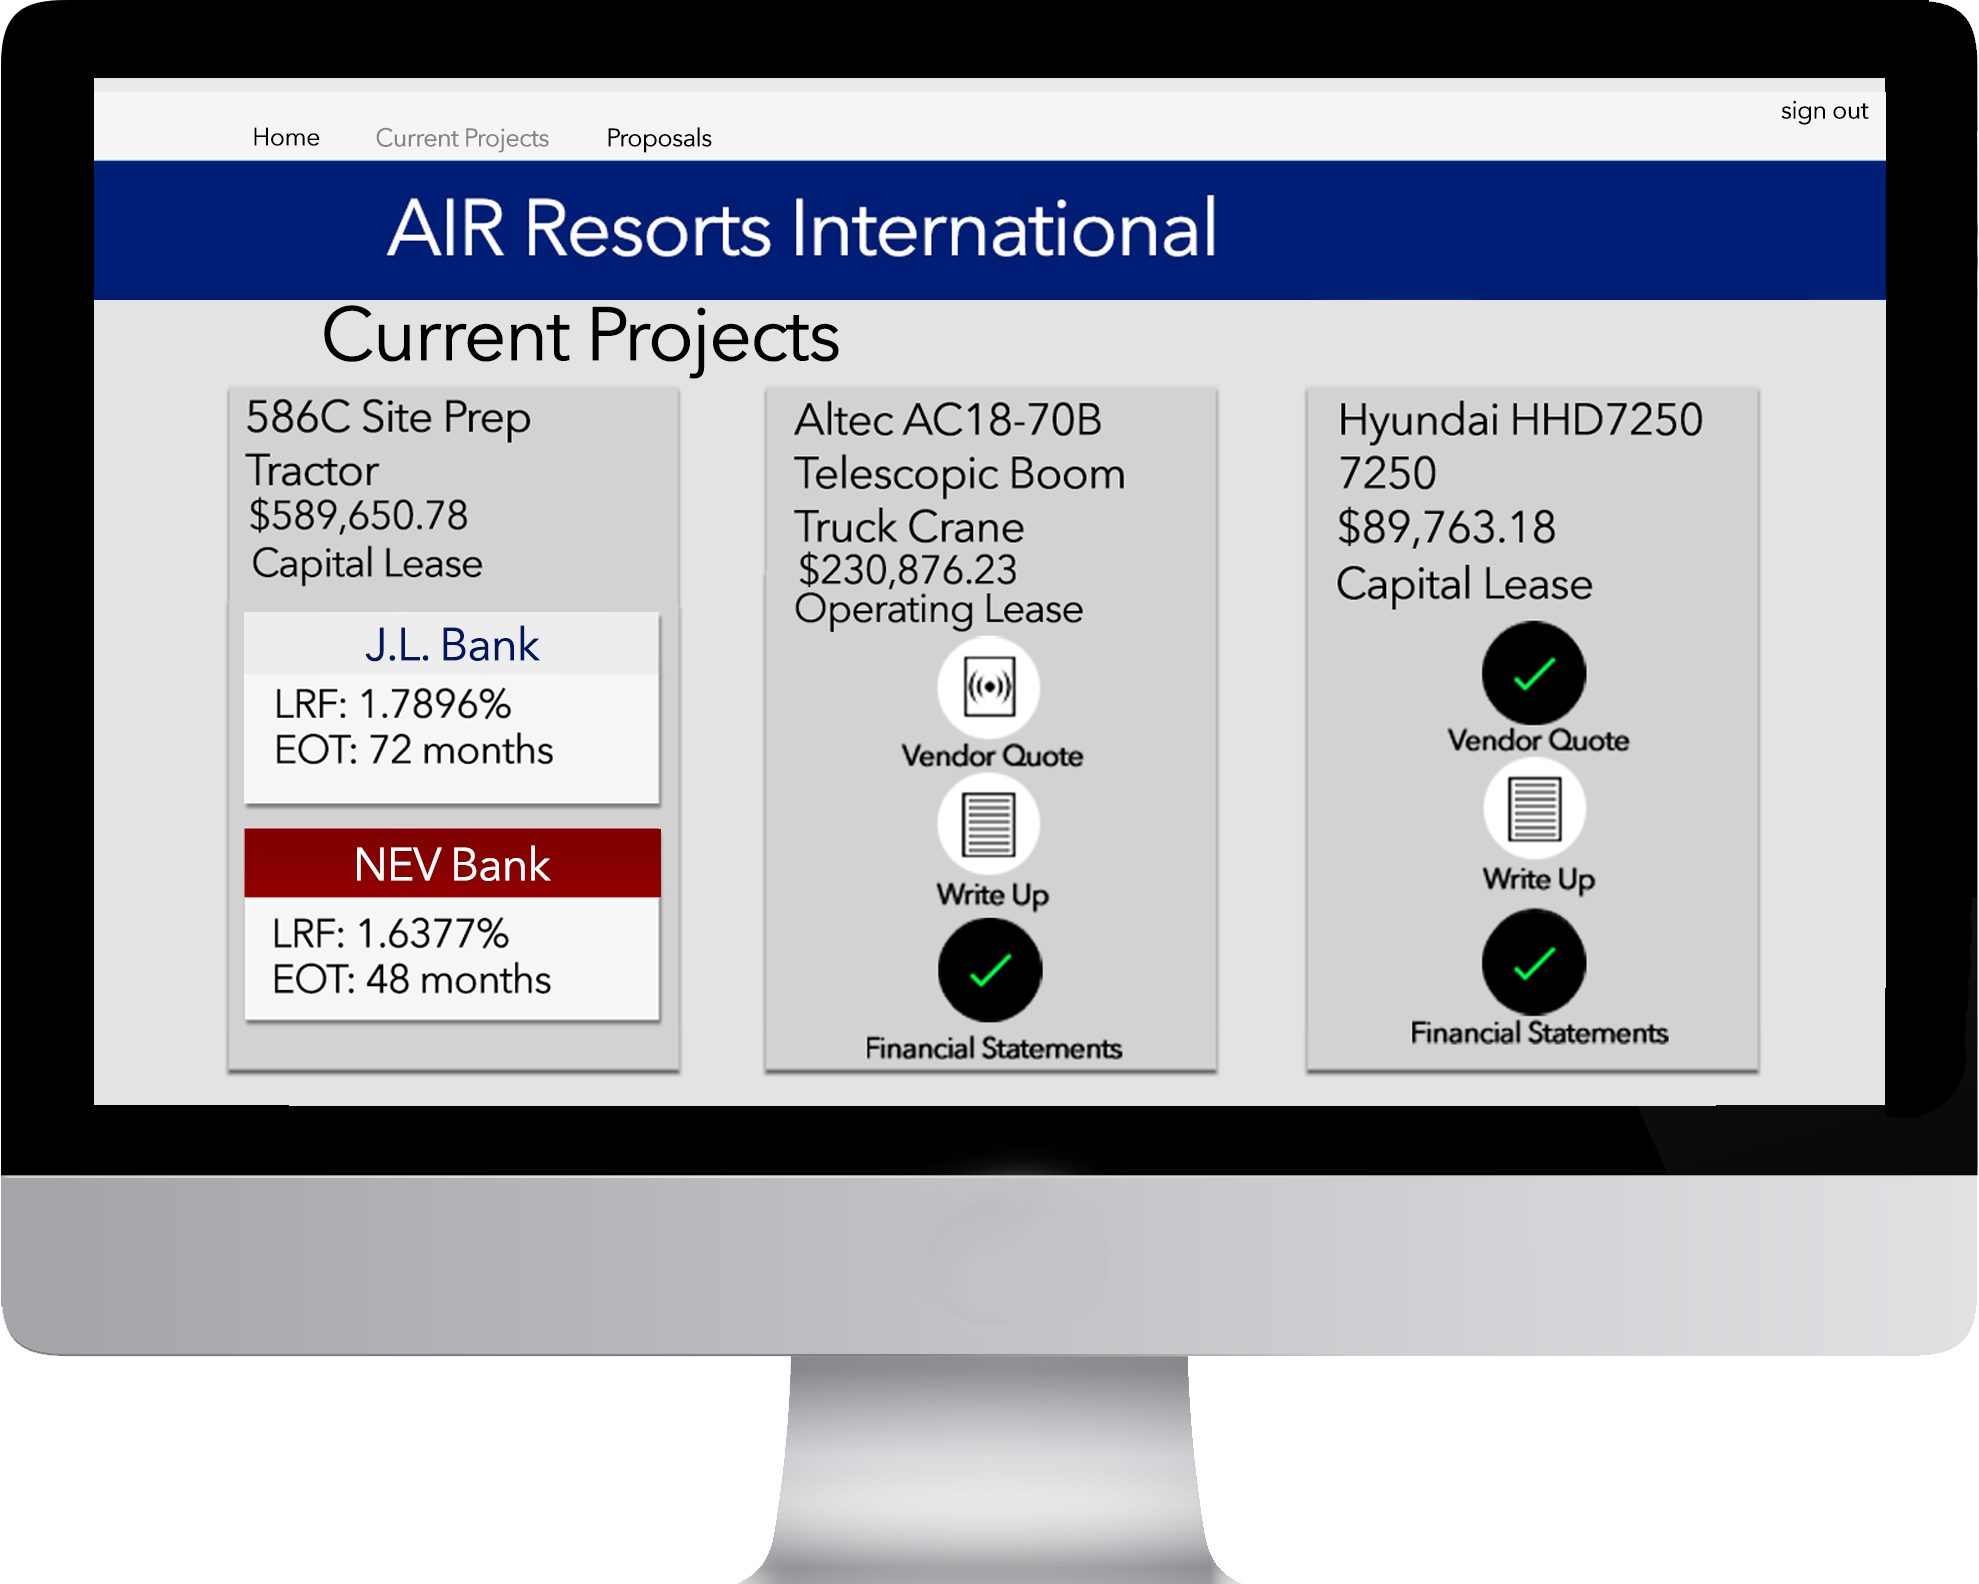 sign out
Home Current Projects Proposals
AIR Resorts International
Current Projects
586C Site Prep
Tractor
$589,650.78
Capital Lease
J.L. Bank
LRF: 1.7896%
EOT: 72 months
NEV Bank
LRF: 1.6377%
EOT: 48 months
Altec AC18-70B
Telescopic Boom
Truck Crane
$230,876.23
Operating Lease
Vendor Quote
Write Up
Financial Statements
Hyundai HHD7250
7250
$89,763.18
Capital Lease
Vendor Quote
Write Up
Financial Statements